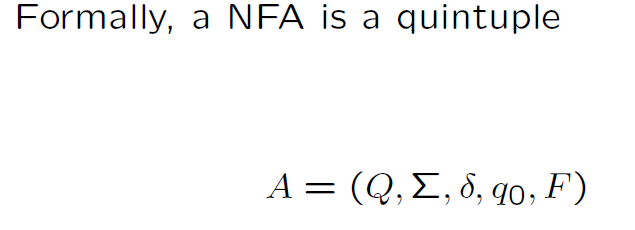 Formally, a NFA is a quintuple
A = (Q, Σ, δ, q₀, F)